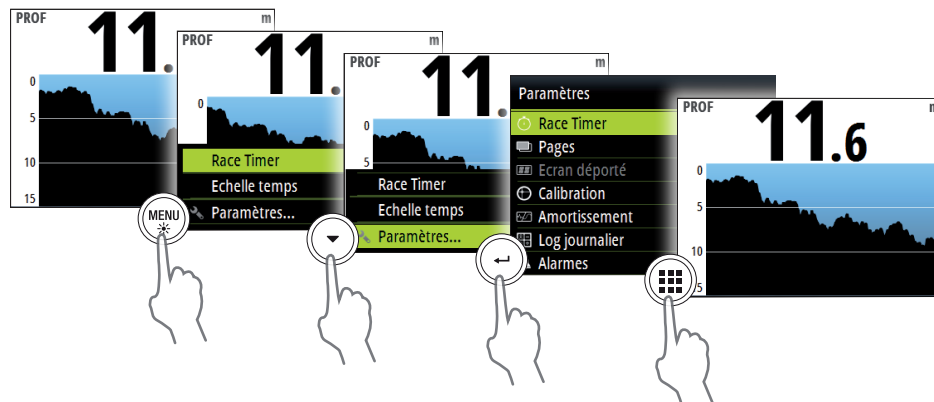 PROF m
11.
0
5
10
15
MENU
PROF m
11.
0
Race Timer
Echelle temps
Paramètres...
PROF m
11.
0
5
Race Timer
Echelle temps
Paramètres...
Paramètres
Race Timer
Pages
Ecran déporté
Calibration
Amortissement
Log journalier
Alarmes
PROF m
11.6
0
5
10
5